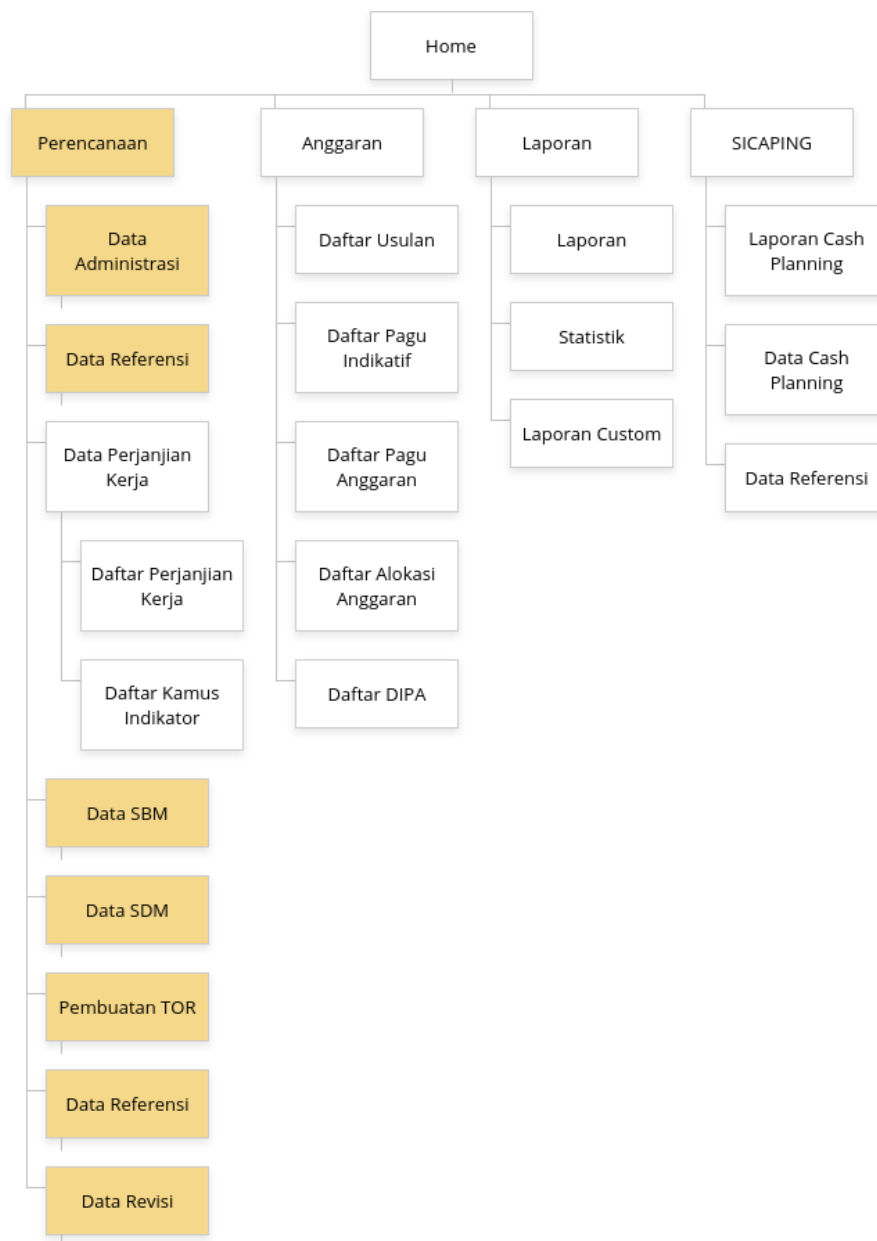 Home
Perencanaan
Data
Administrasi
Data Referensi
Data Perjanjian
Kerja
Daftar Perjanjian
Kerja
Daftar Kamus
Indikator
Data SBM
Data SDM
Pembuatan TOR
Data Referensi
Data Revisi
Anggaran
Daftar Usulan
Daftar Pagu
Indikatif
Daftar Pagu
Anggaran
Daftar Alokasi
Anggaran
Daftar DIPA
Laporan
Laporan
Statistik
Laporan Custom
SICAPING
Laporan Cash
Planning
Data Cash
Planning
Data Referensi